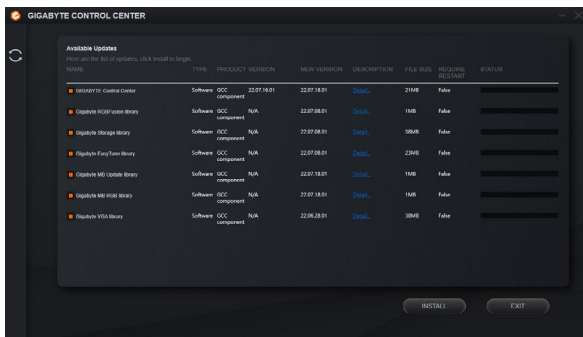 GIGABYTE CONTROL CENTER
Available Updates
Here are the list of updates, click install to begin.
NAME TYPE PRODUCT VERSION NEW VERSION DESCRIPTION FILE SIZE REQUIRE RESTART STATUS
GIGABYTE Control Center Software GCC component 22.07.16.01 22.07.18.01 Detail... 21MB False
Gigabyte RGBFusion library Software GCC component N/A 22.07.08.01 Detail... 1MB False
Gigabyte Storage library Software GCC component N/A 22.07.08.01 Detail... 58MB False
Gigabyte EasyTune library Software GCC component N/A 22.07.08.01 Detail... 23MB False
Gigabyte MB Update library Software GCC component N/A 22.07.18.01 Detail... 1MB False
Gigabyte MB RGB library Software GCC component N/A 22.07.18.01 Detail... 1MB False
Gigabyte VGA library Software GCC component N/A 22.06.28.01 Detail... 38MB False
INSTALL EXIT